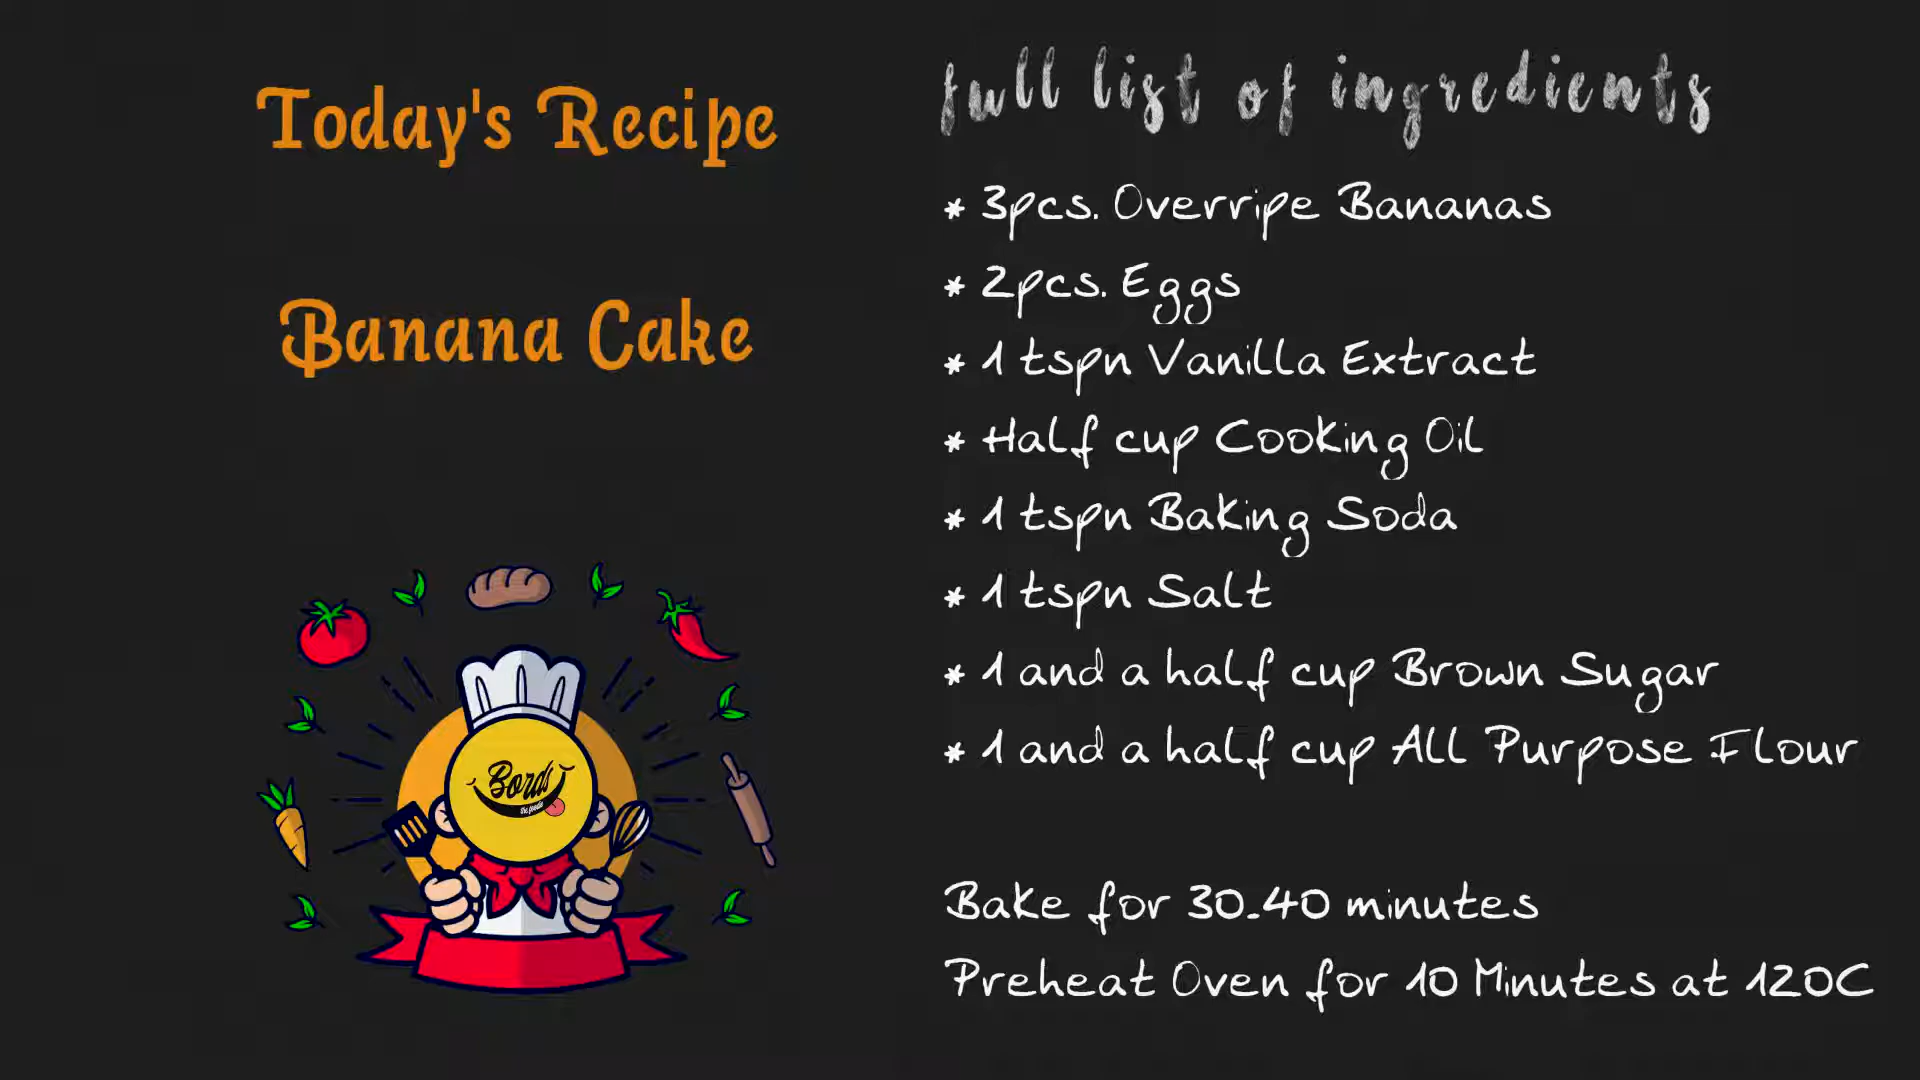 Today's Recipe
Banana Cake
full list of ingredients
* 3pcs. Overripe Bananas
* 2pcs. Eggs
* 1 tspn Vanilla Extract
* Half cup Cooking Oil
* 1 tspn Baking Soda
* 1 tspn Salt
* 1 and a half cup Brown Sugar
* 1 and a half cup All Purpose Flour
Bake for 30-40 minutes
Preheat Oven for 10 Minutes at 120C
Bords
the foodie